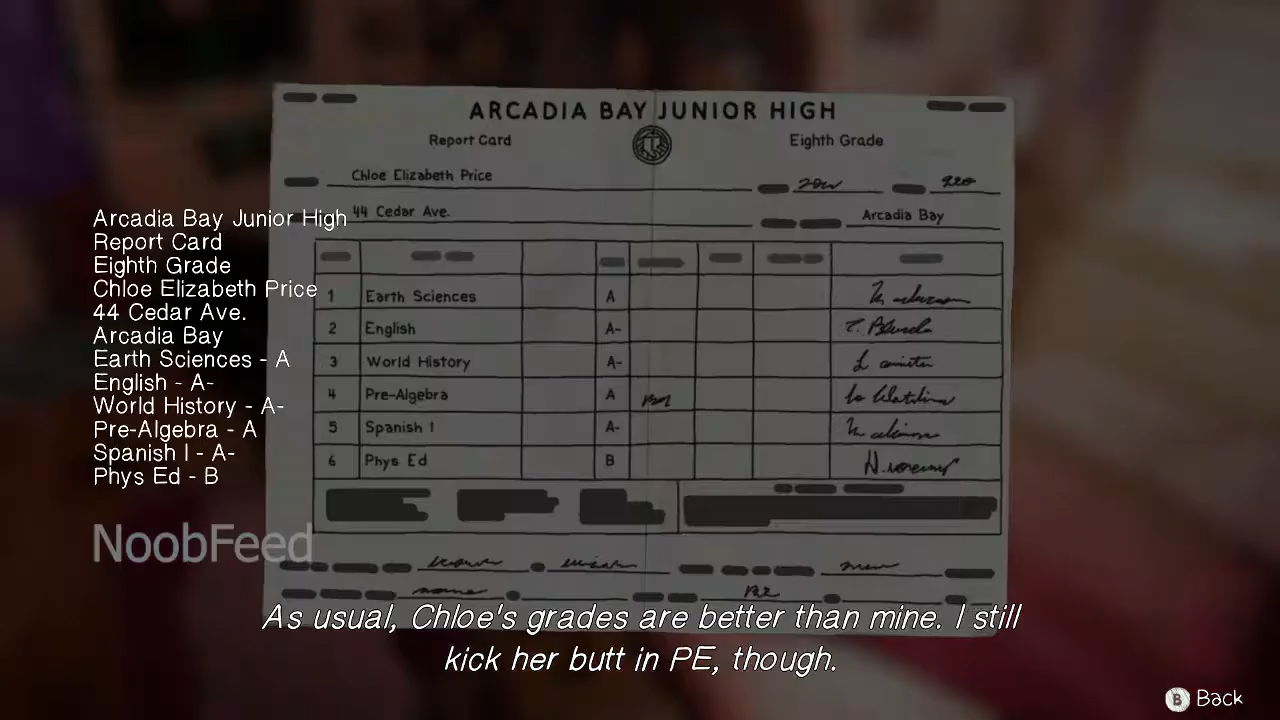 ARCADIA BAY JUNIOR HIGH
Report Card
Eighth Grade
Chloe Elizabeth Price
44 Cedar Ave.
Arcadia Bay
1 Earth Sciences A
2 English A-
3 World History A-
4 Pre-Algebra A
5 Spanish I A-
6 Phys Ed B
Arcadia Bay Junior High
Report Card
Eighth Grade
Chloe Elizabeth Price
44 Cedar Ave.
Arcadia Bay
Earth Sciences - A
English - A-
World History - A-
Pre-Algebra - A
Spanish I - A-
Phys Ed - B
NoobFeed
As usual, Chloe's grades are better than mine. I still
kick her butt in PE, though.
B Back